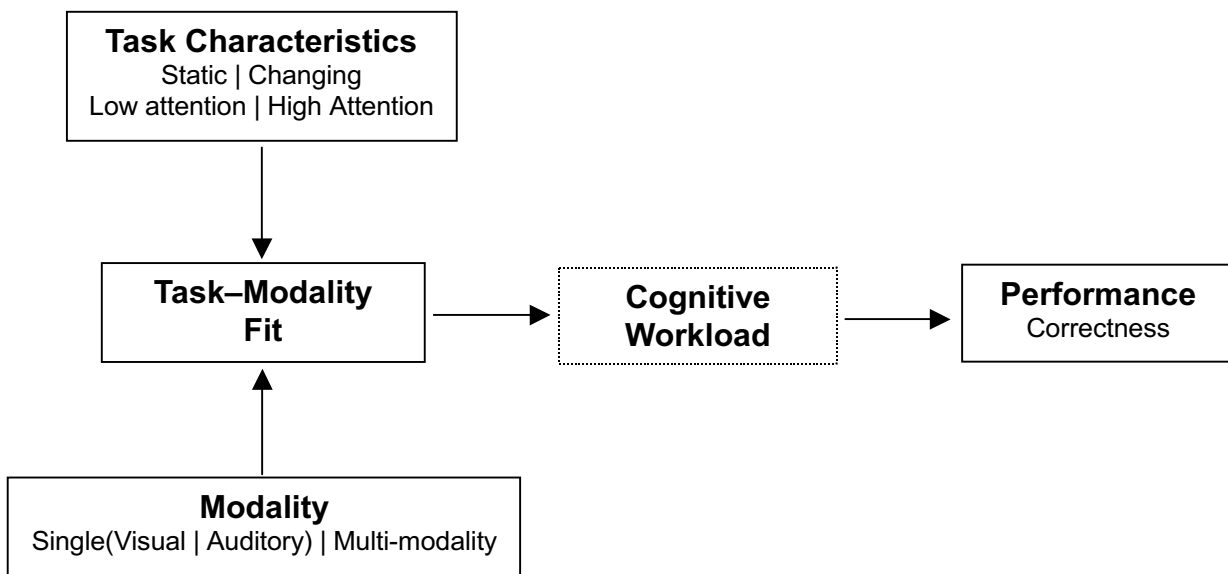 Task Characteristics
Static | Changing
Low attention | High Attention
Task–Modality
Fit
Cognitive
Workload
Performance
Correctness
Modality
Single(Visual | Auditory) | Multi-modality